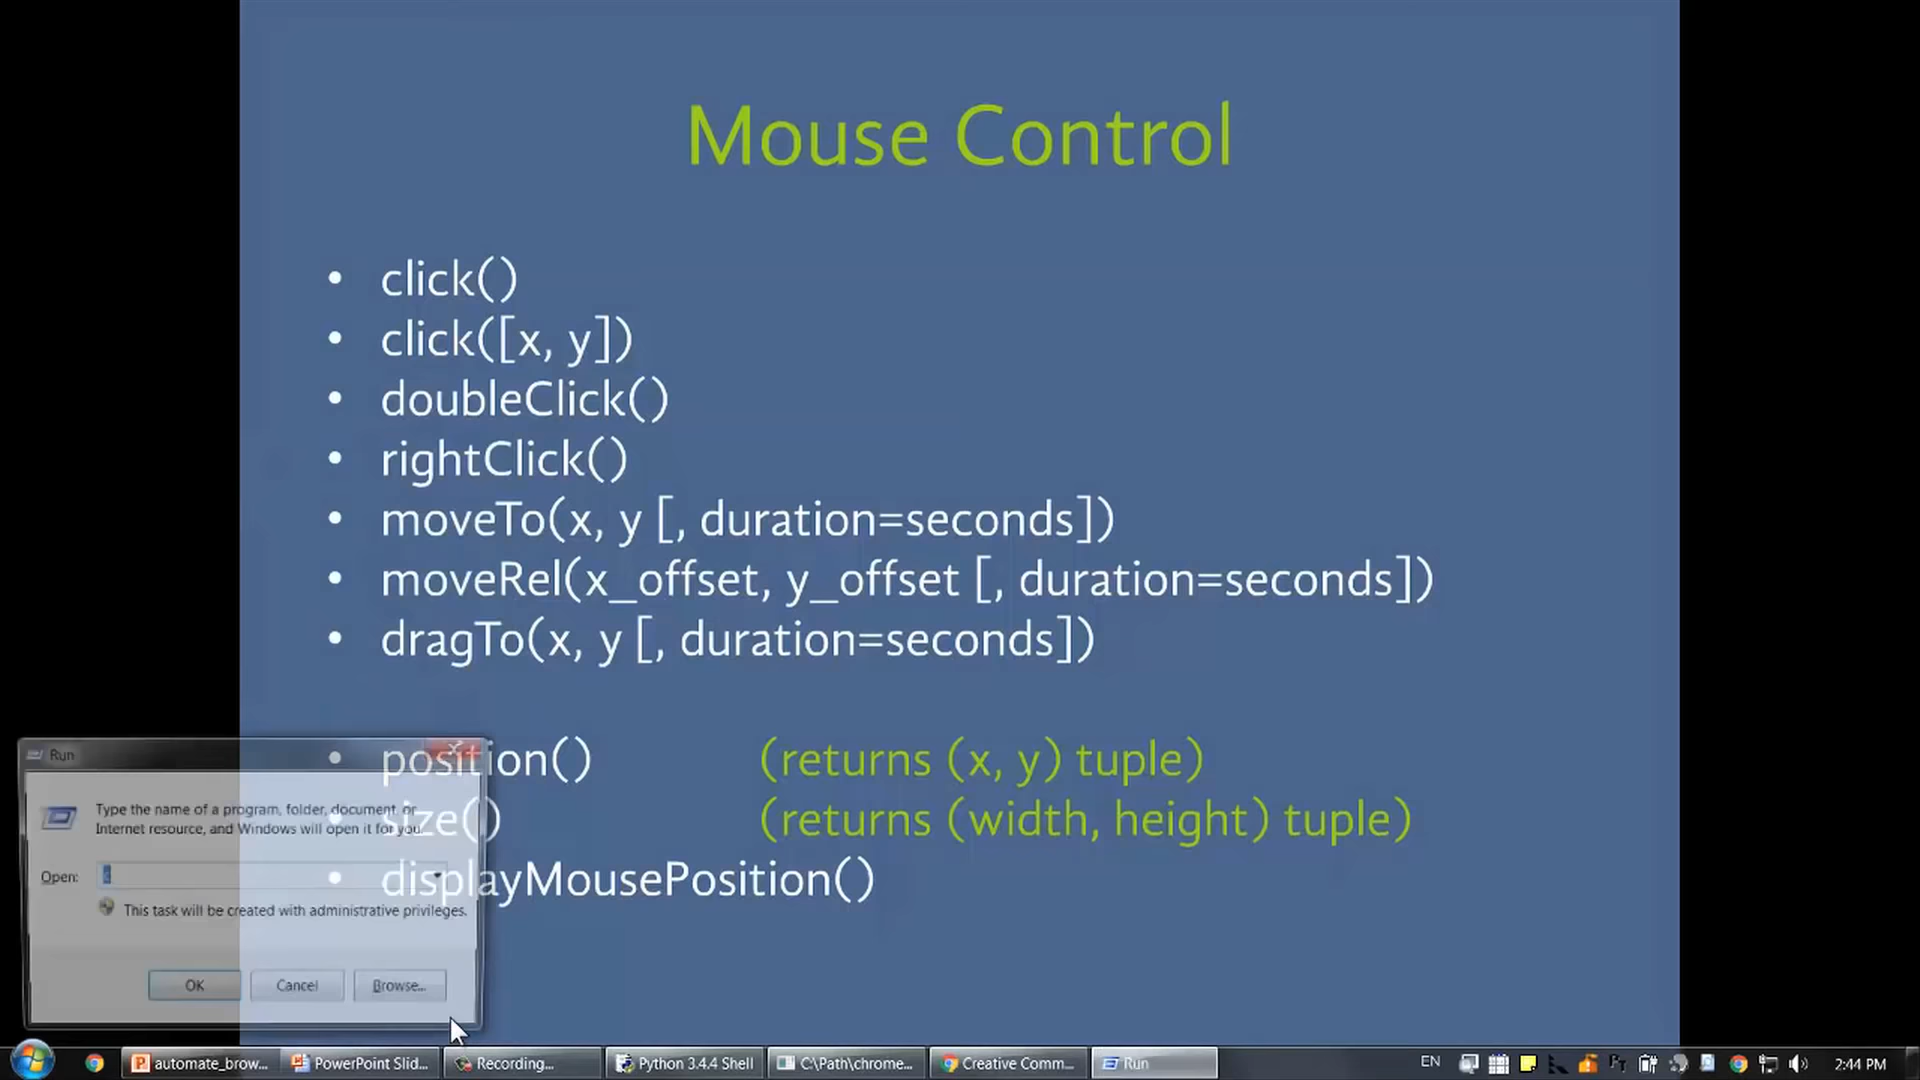 Mouse Control
• click()
• click([x, y])
• doubleClick()
• rightClick()
• moveTo(x, y [, duration=seconds])
• moveRel(x_offset, y_offset [, duration=seconds])
• dragTo(x, y [, duration=seconds])
• position() (returns (x, y) tuple)
• size() (returns (width, height) tuple)
• displayMousePosition()
Run
Type the name of a program, folder, document, or
Internet resource, and Windows will open it for you.
Open:
This task will be created with administrative privileges.
OK Cancel Browse...
automate_brow... PowerPoint Slid... Recording... Python 3.4.4 Shell C:\Path\chrome... Creative Comm... Run EN 2:44 PM